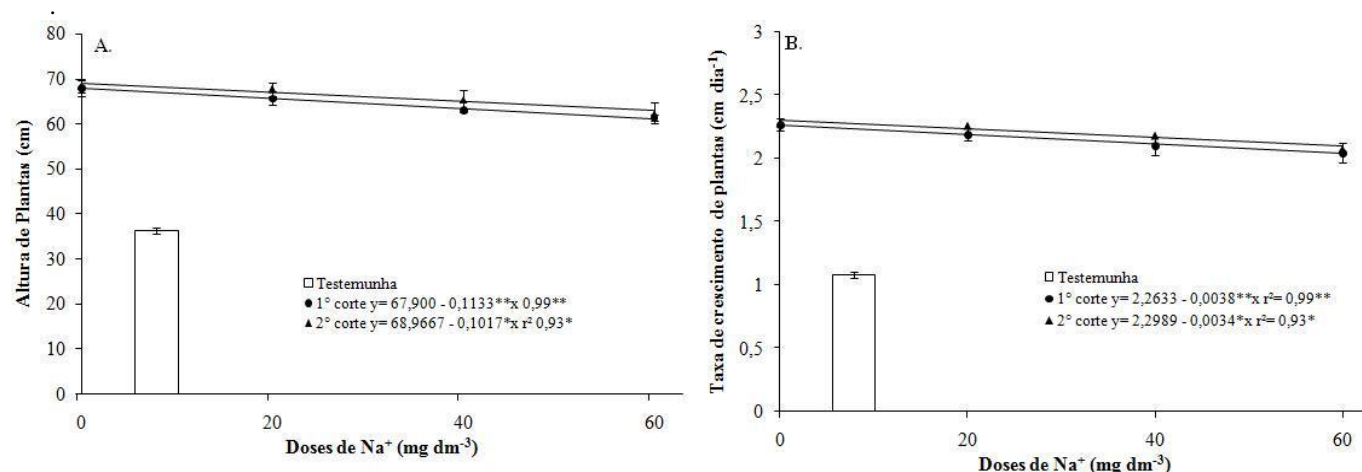 A.
80
70
60
50
40
30
20
10
0
Altura de Plantas (cm)
Testemunha
1° corte y= 67,900 - 0,1133**x 0,99**
2° corte y= 68,9667 - 0,1017*x r² 0,93*
0 20 40 60
Doses de Na⁺ (mg dm⁻³)
B.
3
2,5
2
1,5
1
0,5
0
Taxa de crescimento de plantas (cm dia⁻¹)
Testemunha
1° corte y= 2,2633 - 0,0038**x r²= 0,99**
2° corte y= 2,2989 - 0,0034*x r²= 0,93*
0 20 40 60
Doses de Na⁺ (mg dm⁻³)